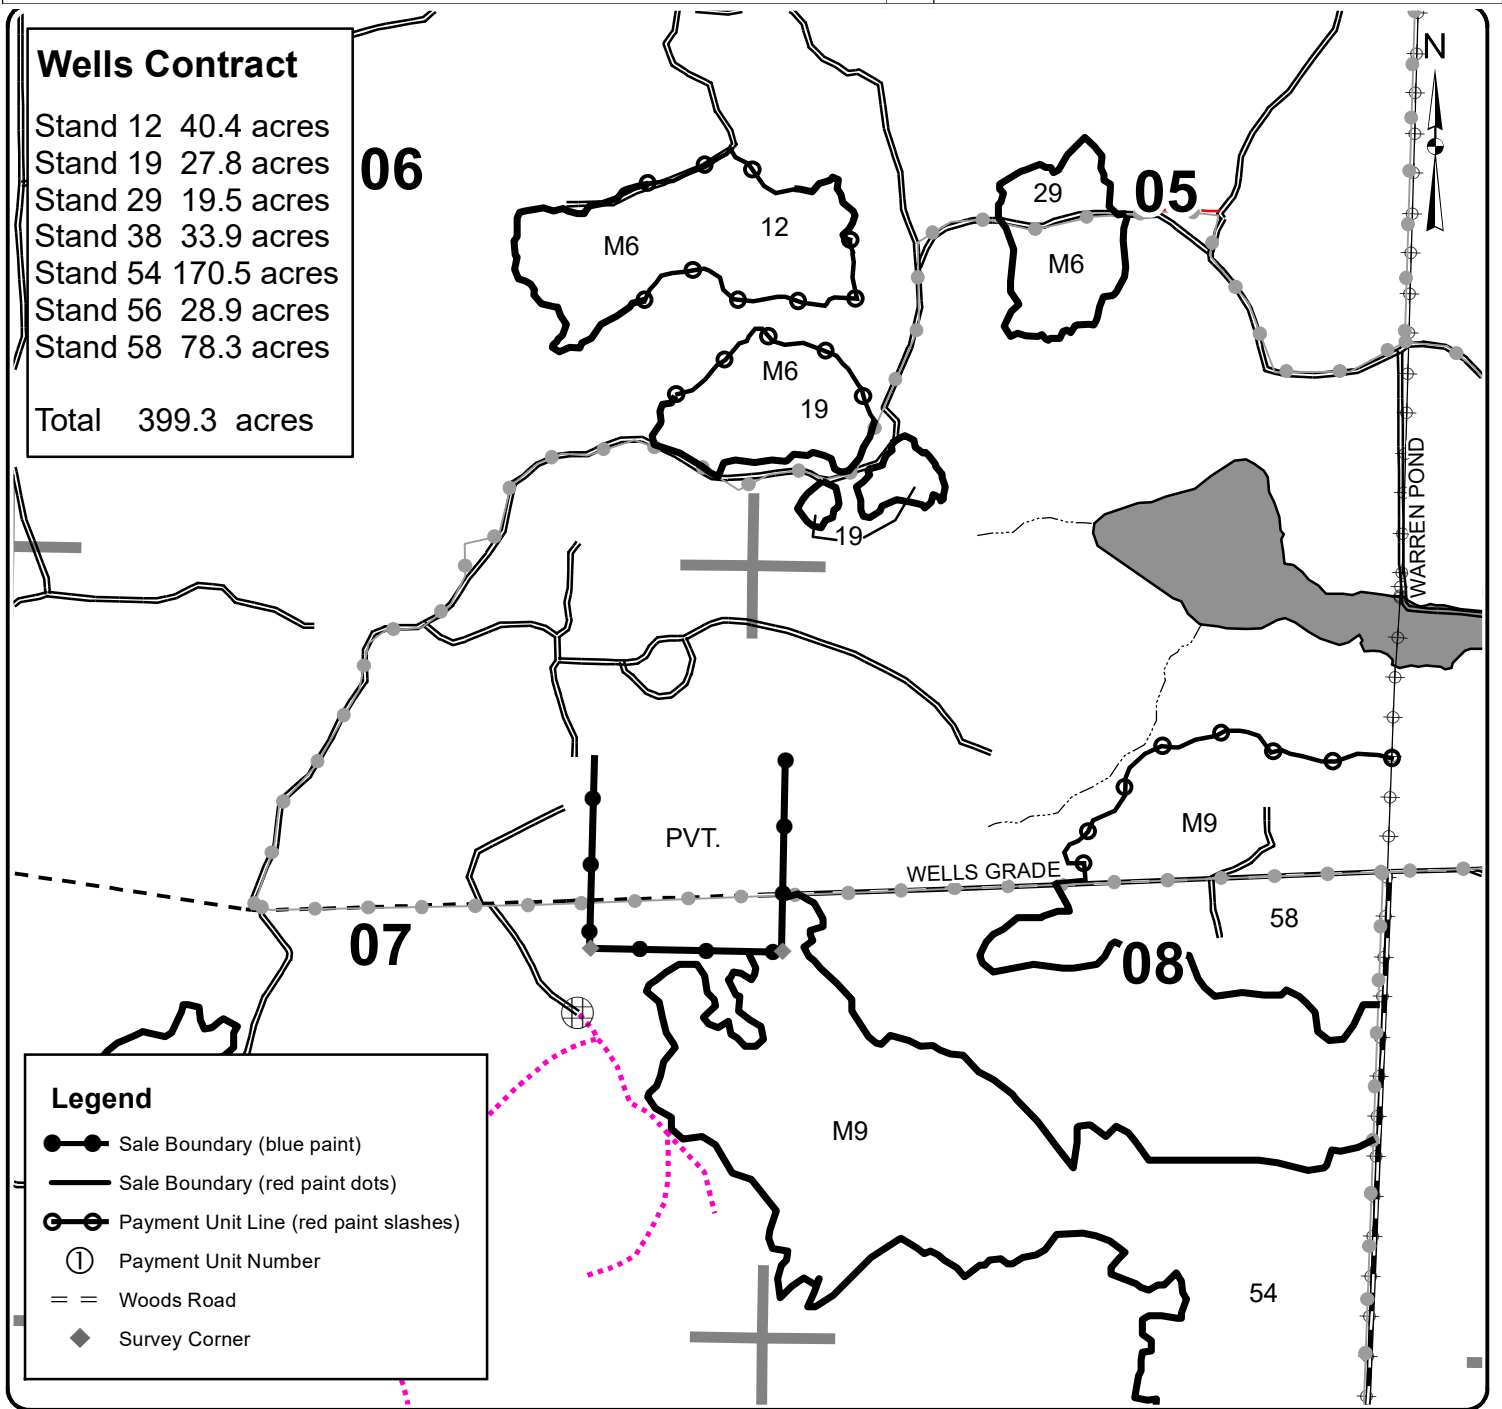 Wells Contract
Stand 12 40.4 acres
Stand 19 27.8 acres
Stand 29 19.5 acres
Stand 38 33.9 acres
Stand 54 170.5 acres
Stand 56 28.9 acres
Stand 58 78.3 acres
Total 399.3 acres
N
06
05
29
12
M6
M6
M6
19
19
WARREN POND
PVT.
M9
WELLS GRADE
58
07
08
M9
54
Legend
Sale Boundary (blue paint)
Sale Boundary (red paint dots)
Payment Unit Line (red paint slashes)
1 Payment Unit Number
Woods Road
Survey Corner